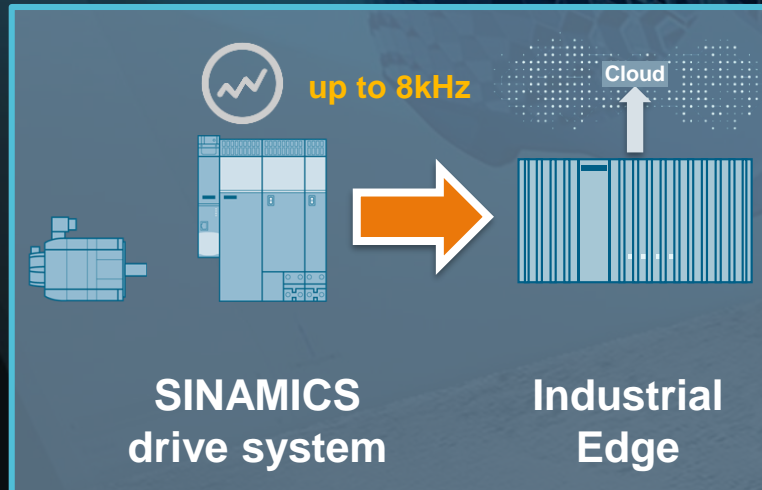 up to 8kHz
Cloud
SINAMICS
drive system
Industrial
Edge